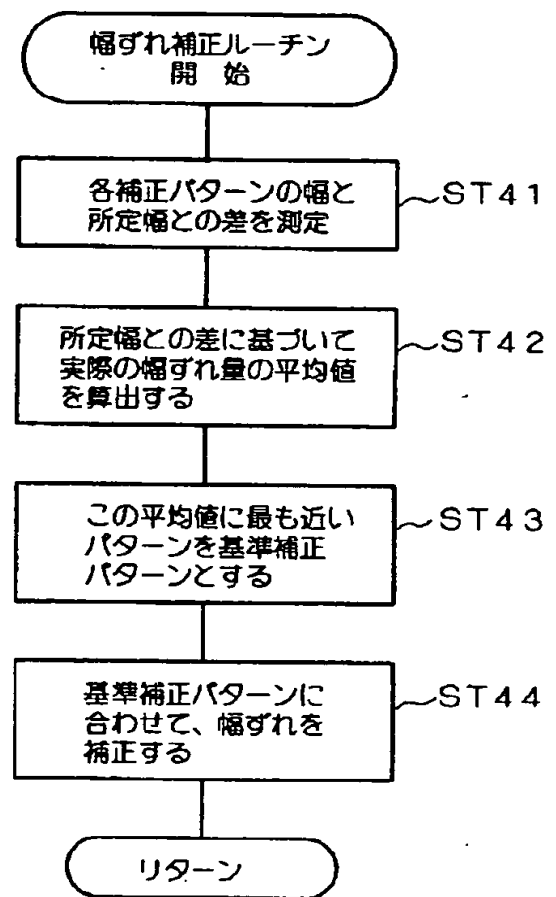 幅ずれ補正ルーチン
開　始
各補正パターンの幅と
所定幅との差を測定
ST41
所定幅との差に基づいて
実際の幅ずれ量の平均値
を算出する
ST42
この平均値に最も近い
パターンを基準補正
パターンとする
ST43
基準補正パターンに
合わせて、幅ずれを
補正する
ST44
リターン